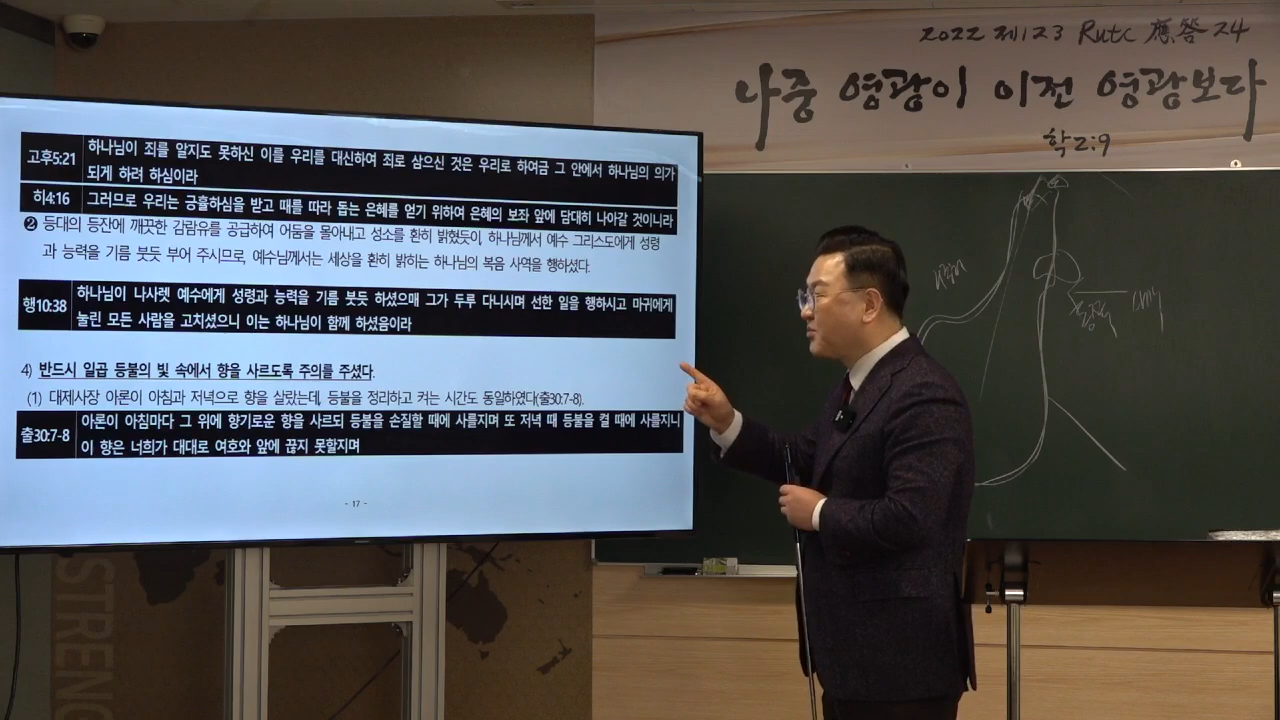 2022 제123 Rutc 應答 24
나중 영광이 이전 영광보다
학2:9
고후5:21
하나님이 죄를 알지도 못하신 이를 우리를 대신하여 죄로 삼으신 것은 우리로 하여금 그 안에서 하나님의 의가
되게 하려 하심이라
히4:16
그러므로 우리는 긍휼하심을 받고 때를 따라 돕는 은혜를 얻기 위하여 은혜의 보좌 앞에 담대히 나아갈 것이니라
❷ 등대의 등잔에 깨끗한 감람유를 공급하여 어둠을 몰아내고 성소를 환히 밝혔듯이, 하나님께서 예수 그리스도에게 성령
과 능력을 기름 붓듯 부어 주시므로, 예수님께서는 세상을 환히 밝히는 하나님의 복음 사역을 행하셨다.
행10:38
하나님이 나사렛 예수에게 성령과 능력을 기름 붓듯 하셨으매 그가 두루 다니시며 선한 일을 행하시고 마귀에게
눌린 모든 사람을 고치셨으니 이는 하나님이 함께 하셨음이라
4) 반드시 일곱 등불의 빛 속에서 향을 사르도록 주의를 주셨다.
(1) 대제사장 아론이 아침과 저녁으로 향을 살랐는데, 등불을 정리하고 켜는 시간도 동일하였다(출30:7-8).
출30:7-8
아론이 아침마다 그 위에 향기로운 향을 사르되 등불을 손질할 때에 사를지며 또 저녁 때 등불을 켤 때에 사를지니
이 향은 너희가 대대로 여호와 앞에 끊지 못할지며
- 17 -
STRENG